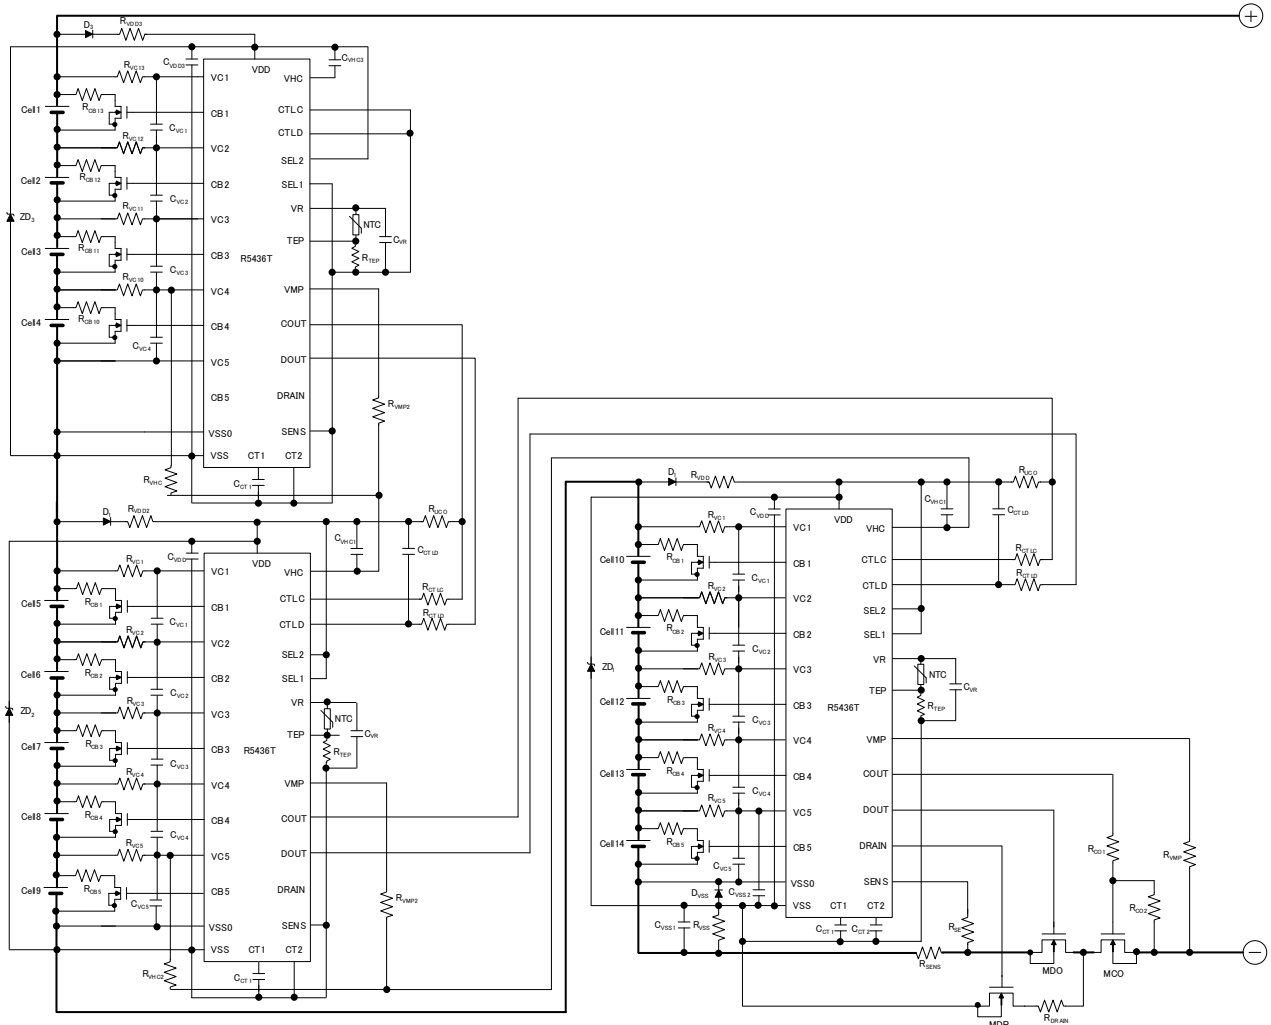 +
D3 RVDD3
CVDD3 VDD CVHC3
RVC13 VC1 VHC
Cell1 RCB13 CB1 CTLC
CVC1 CTLD
RVC12 VC2 SEL2
RCB12
Cell2 CB2 SEL1
CVC2
ZD3 RVC11 VC3 VR NTC CVR
RCB11 TEP RTEP
Cell3 CB3 R5436T
CVC3
RVC10 VC4 VMP
RCB10
Cell4 CB4 COUT
CVC4
VC5 DOUT
CB5 DRAIN
RVMP2
VSS0 SENS
VSS CT1 CT2
RVHC CCT1
RVDD2 RUCO
CVDD VDD CVHC1 CCTLD
RVC1 VC1 VHC
Cell5 RCB1 CB1 CTLC RCTLC
CVC1 CTLD RCTLD
RVC2 VC2 SEL2
Cell6 RCB2 CB2 SEL1
CVC2
ZD2 RVC3 VC3 VR NTC CVR
TEP RTEP
Cell7 RCB3 CB3 R5436T
CVC3
RVC4 VC4 VMP
Cell8 RCB4 CB4 COUT
CVC4
RVC5 VC5 DOUT
Cell9 RCB5 CB5 DRAIN RVMP2
CVC5
VSS0 SENS
VSS CT1 CT2
RVHC2 CCT1
RVDD RUCO
CVDD VDD CVHC1 CCTLD
RVC1 VC1 VHC
Cell10 RCB1 CB1 CTLC RCTLC
CVC1 CTLD RCTLD
RVC2 VC2 SEL2
Cell11 RCB2 CB2 SEL1
CVC2
RVC3 VC3 VR NTC CVR
TEP RTEP
Cell12 RCB3 CB3 R5436T
CVC3
RVC4 VC4 VMP
Cell13 RCB4 CB4 COUT
CVC4
RVC5 VC5 DOUT
Cell14 RCB5 CB5 DRAIN RCO1 RVMP
CVC5
VSS0 SENS
DVSS CVSS2
VSS CT1 CT2 RCO2
CVSS1 RVSS CCT1 CCT2 RSE
−
RSENS MDO MCO
MDR RDRAIN